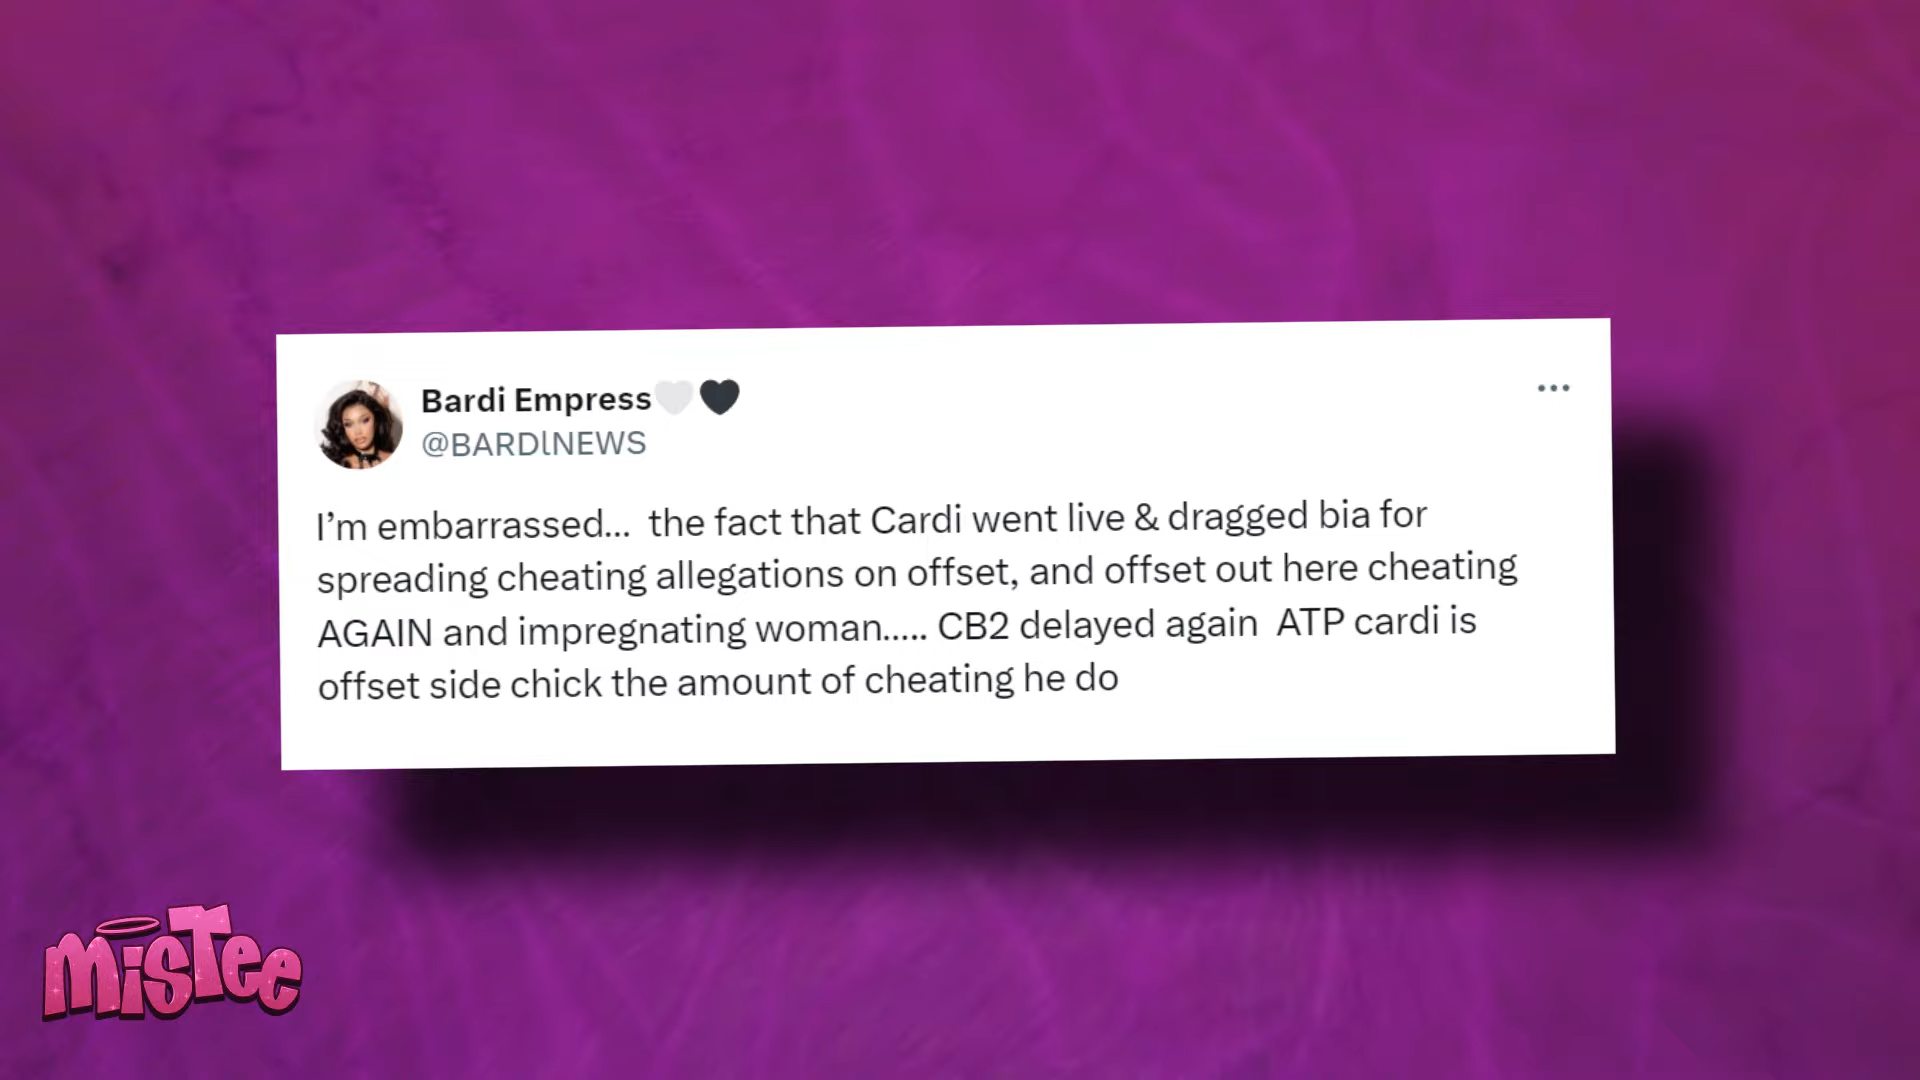 Bardi Empress🤍🖤
@BARDlNEWS
I’m embarrassed... the fact that Cardi went live & dragged bia for
spreading cheating allegations on offset, and offset out here cheating
AGAIN and impregnating woman..... CB2 delayed again ATP cardi is
offset side chick the amount of cheating he do
misTee